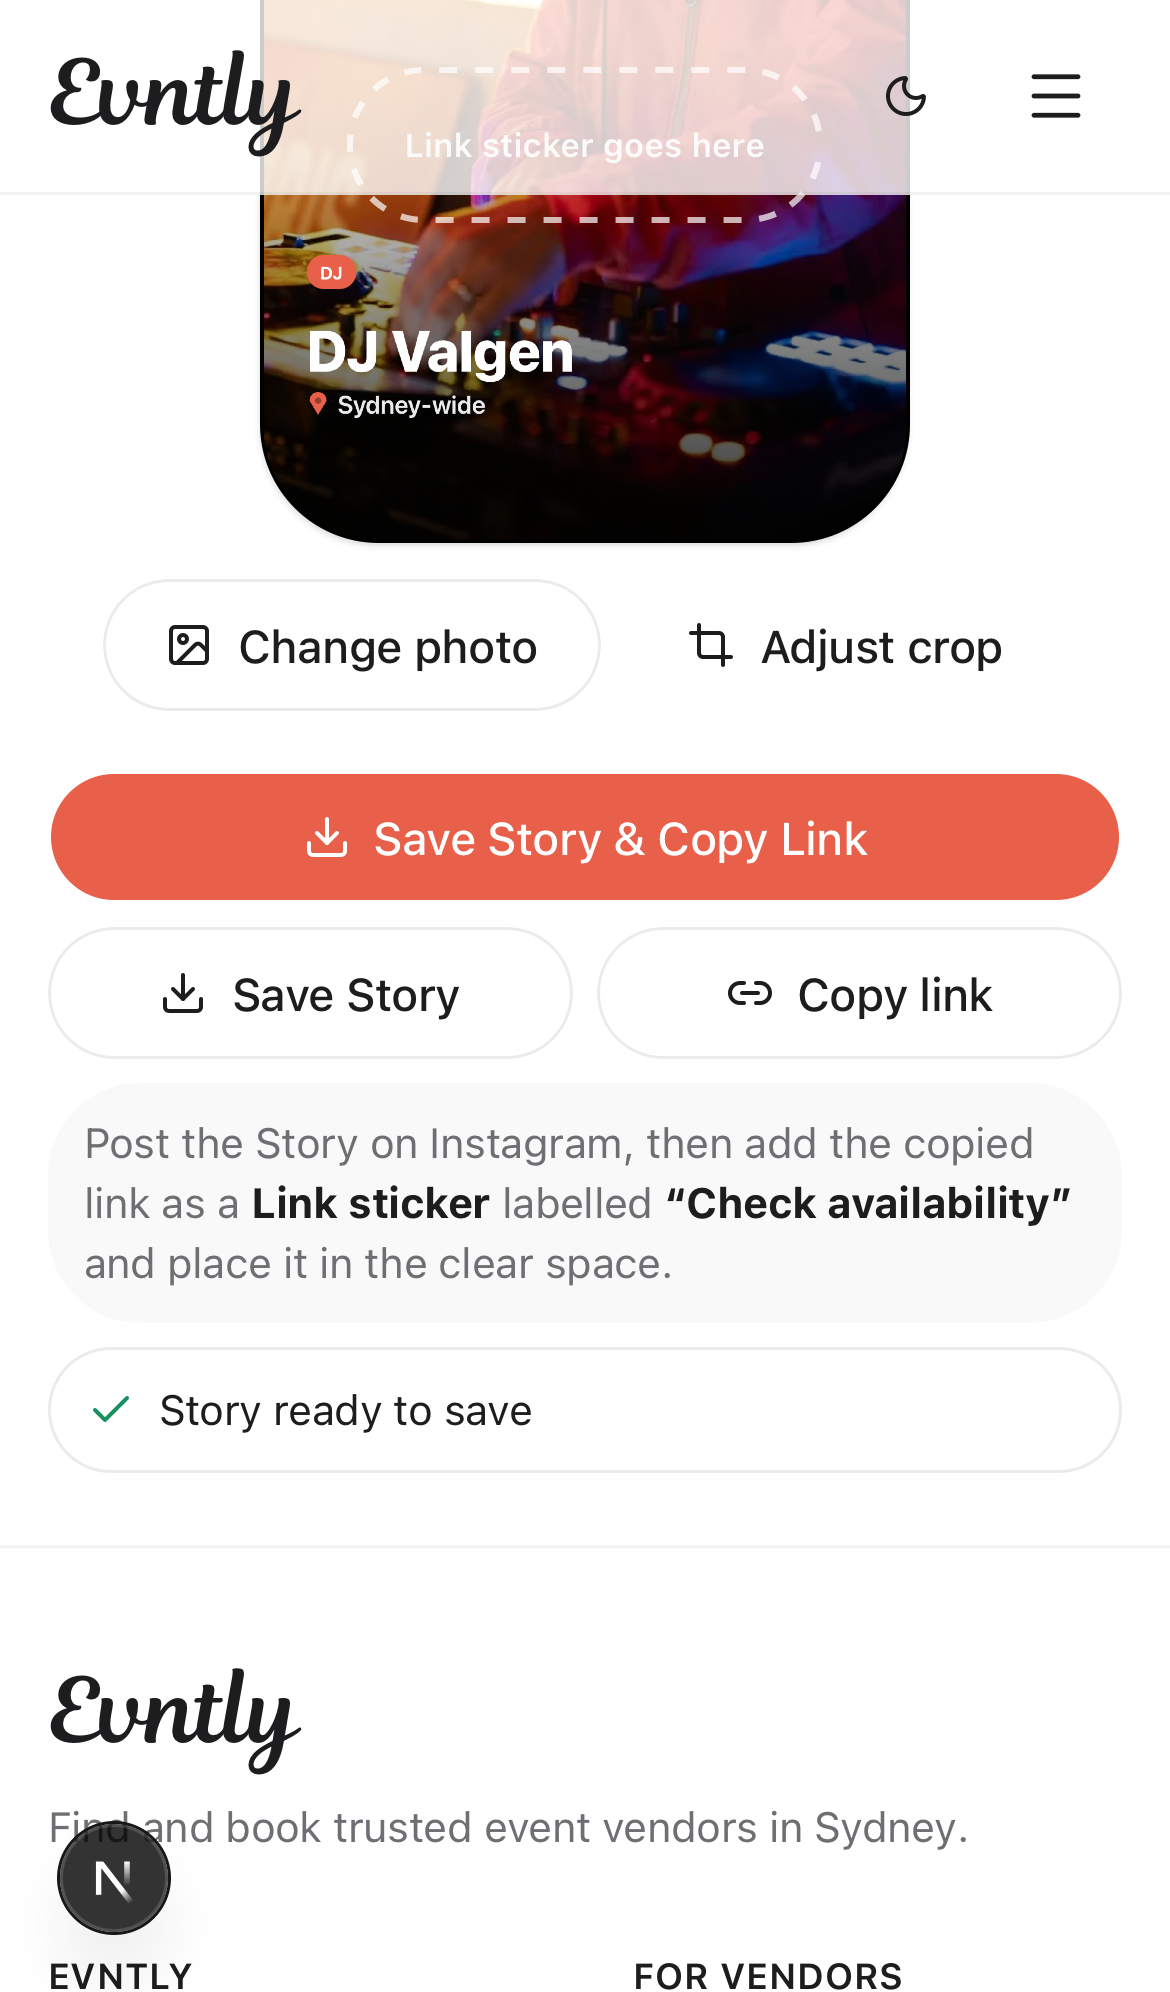 Evntly
Link sticker goes here
DJ
DJ Valgen
Sydney-wide
Change photo
Adjust crop
Save Story & Copy Link
Save Story
Copy link
Post the Story on Instagram, then add the copied
link as a Link sticker labelled “Check availability”
and place it in the clear space.
Story ready to save
Evntly
Find and book trusted event vendors in Sydney.
N
EVNTLY
FOR VENDORS